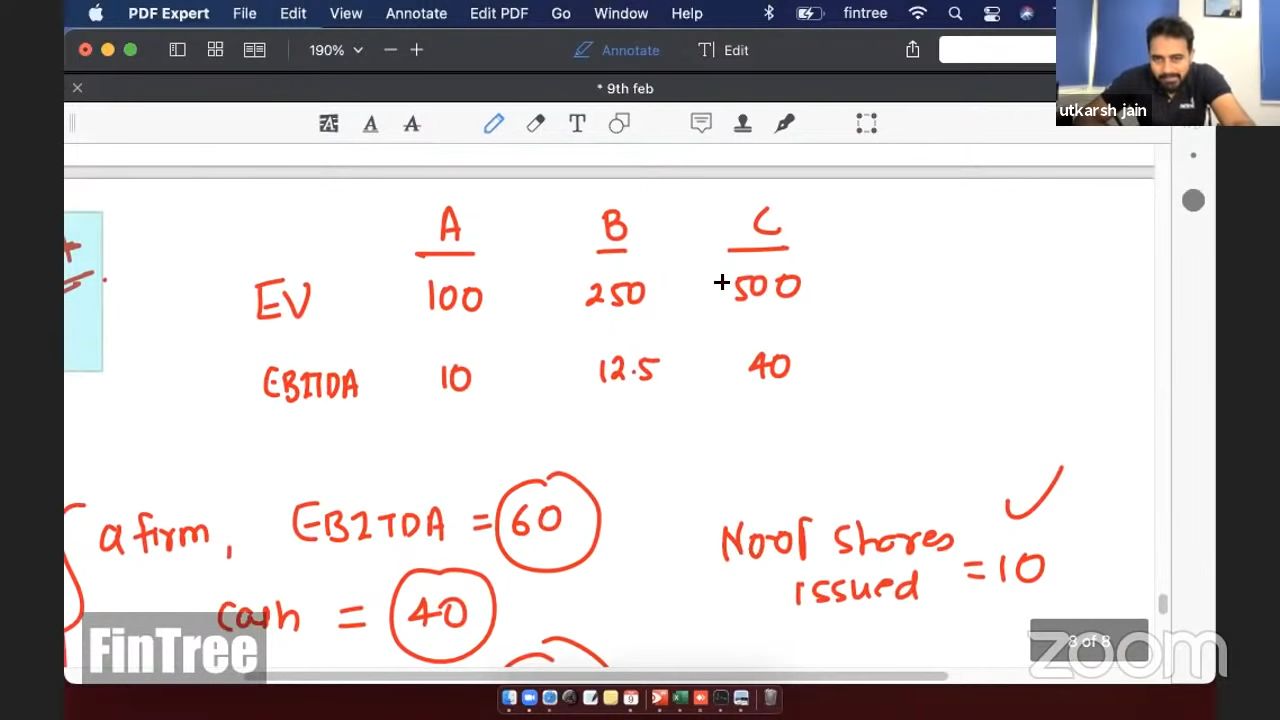 PDF Expert File Edit View Annotate Edit PDF Go Window Help fintree
190% Annotate Edit
* 9th feb
utkarsh jain
A B C
EV 100 250 500
EBITDA 10 12.5 40
a firm, EBITDA = 60
No of shares issued = 10
cash = 40
FinTree
8 of 8
zoom